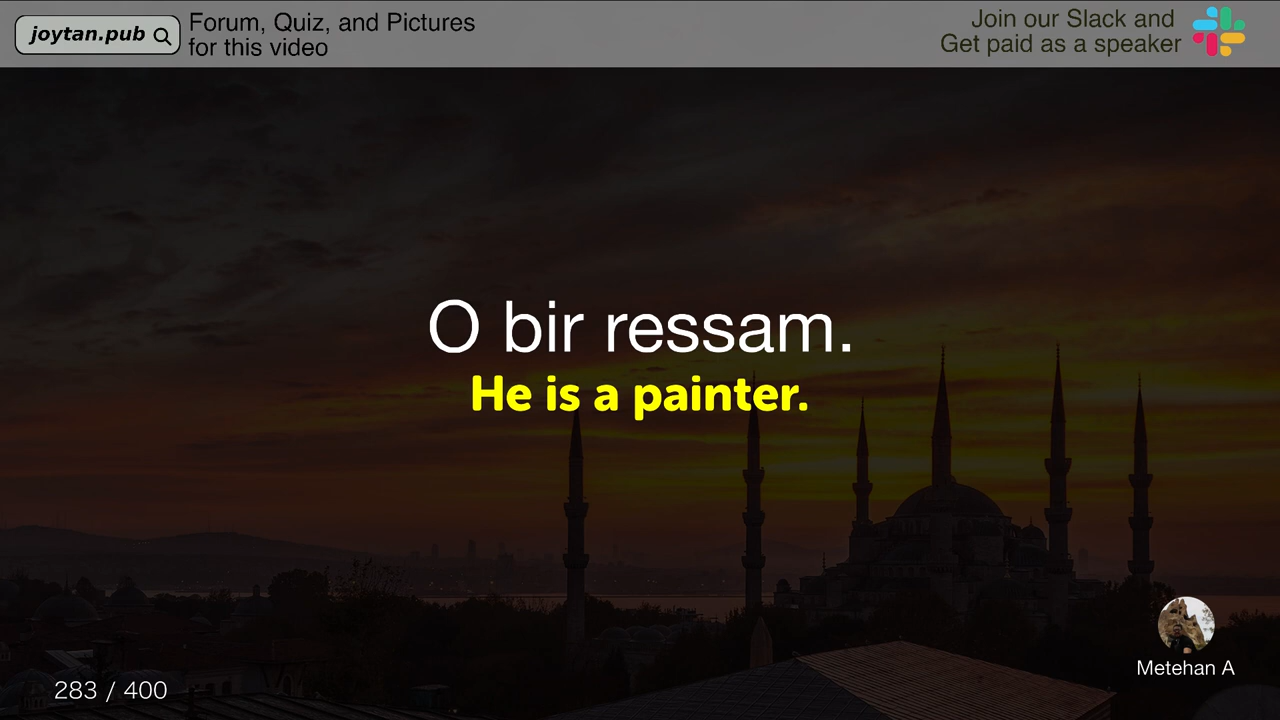 joytan.pub
Forum, Quiz, and Pictures
for this video
Join our Slack and
Get paid as a speaker
O bir ressam.
He is a painter.
Metehan A
283 / 400